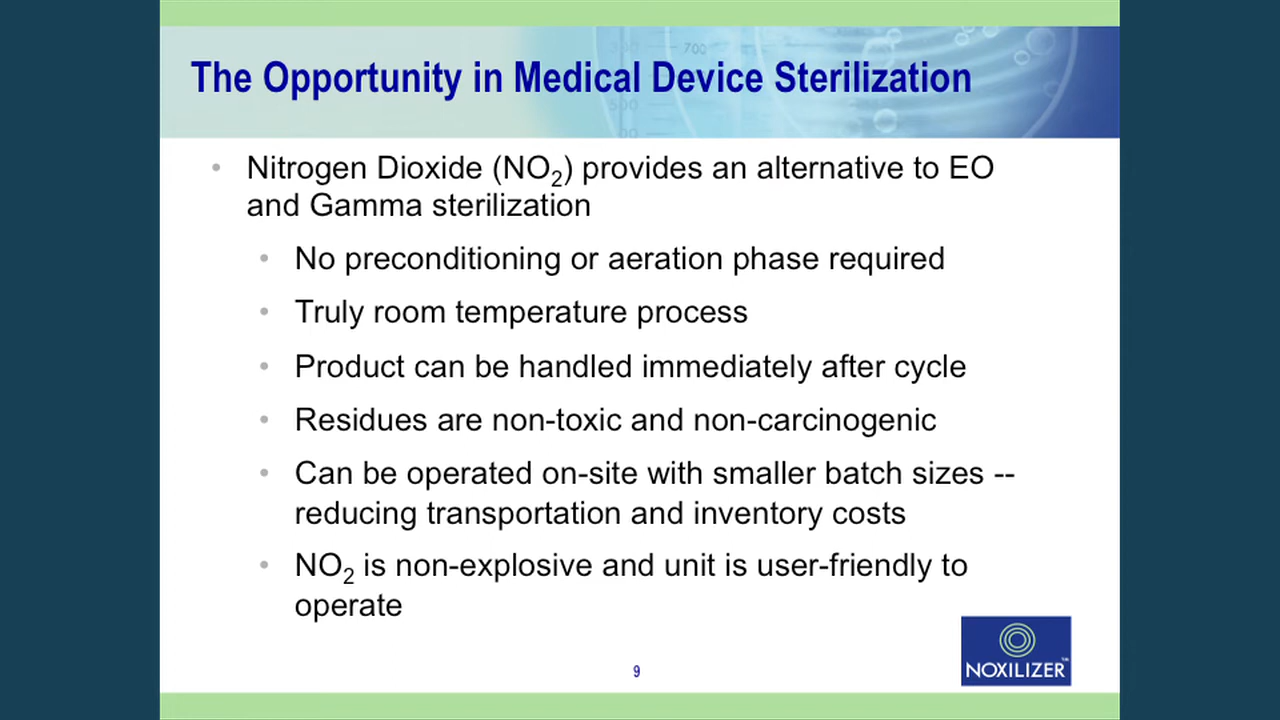 The Opportunity in Medical Device Sterilization
• Nitrogen Dioxide (NO₂) provides an alternative to EO
and Gamma sterilization
• No preconditioning or aeration phase required
• Truly room temperature process
• Product can be handled immediately after cycle
• Residues are non-toxic and non-carcinogenic
• Can be operated on-site with smaller batch sizes --
reducing transportation and inventory costs
• NO₂ is non-explosive and unit is user-friendly to
operate
NOXILIZER™
9